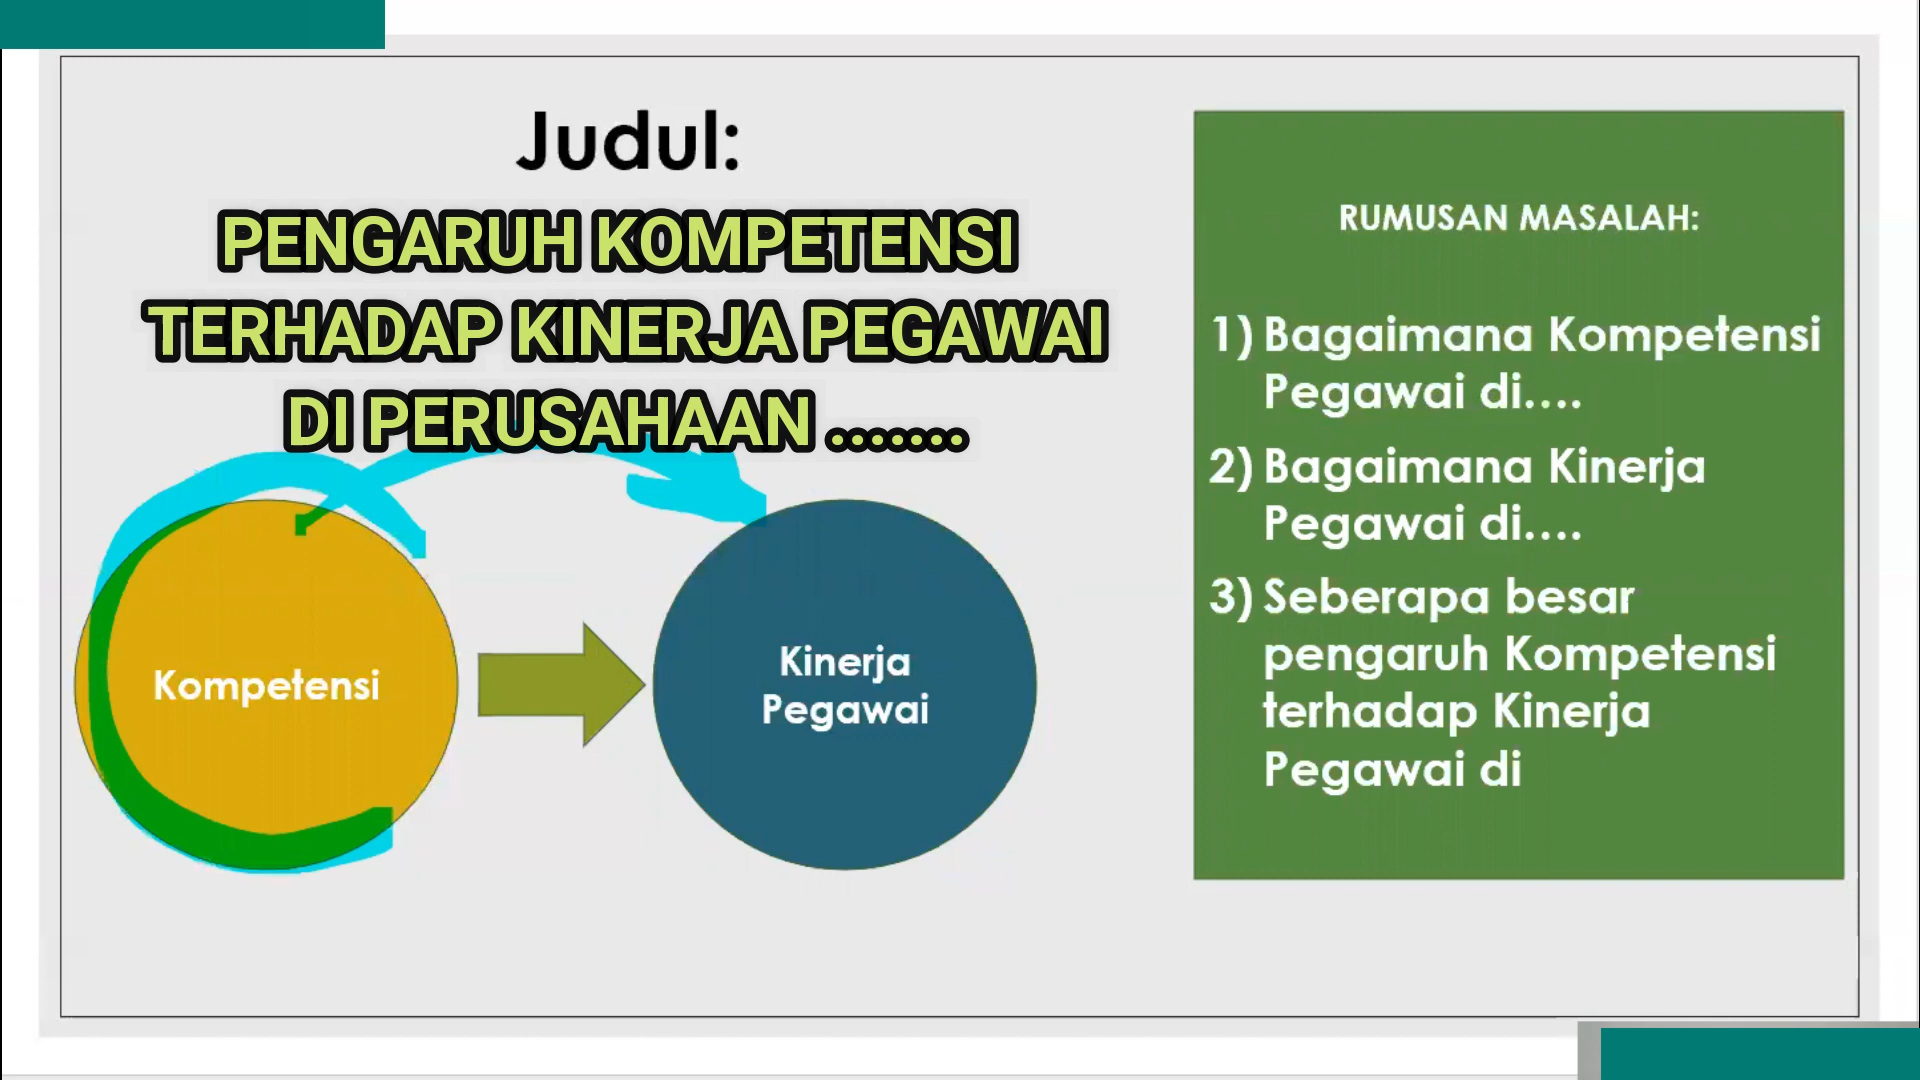 Judul:
PENGARUH KOMPETENSI
TERHADAP KINERJA PEGAWAI
DI PERUSAHAAN .......
Kompetensi
Kinerja
Pegawai
RUMUSAN MASALAH:
1) Bagaimana Kompetensi
Pegawai di....
2) Bagaimana Kinerja
Pegawai di....
3) Seberapa besar
pengaruh Kompetensi
terhadap Kinerja
Pegawai di